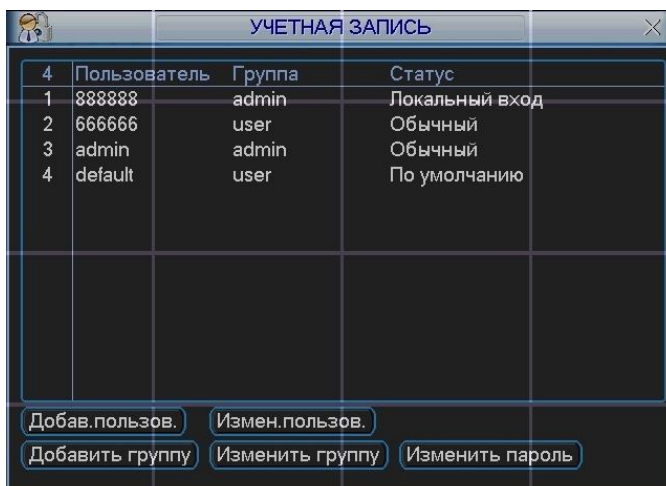 УЧЕТНАЯ ЗАПИСЬ
4 Пользователь Группа Статус
1 888888 admin Локальный вход
2 666666 user Обычный
3 admin admin Обычный
4 default user По умолчанию
Добав.пользов. Измен.пользов.
Добавить группу Изменить группу Изменить пароль